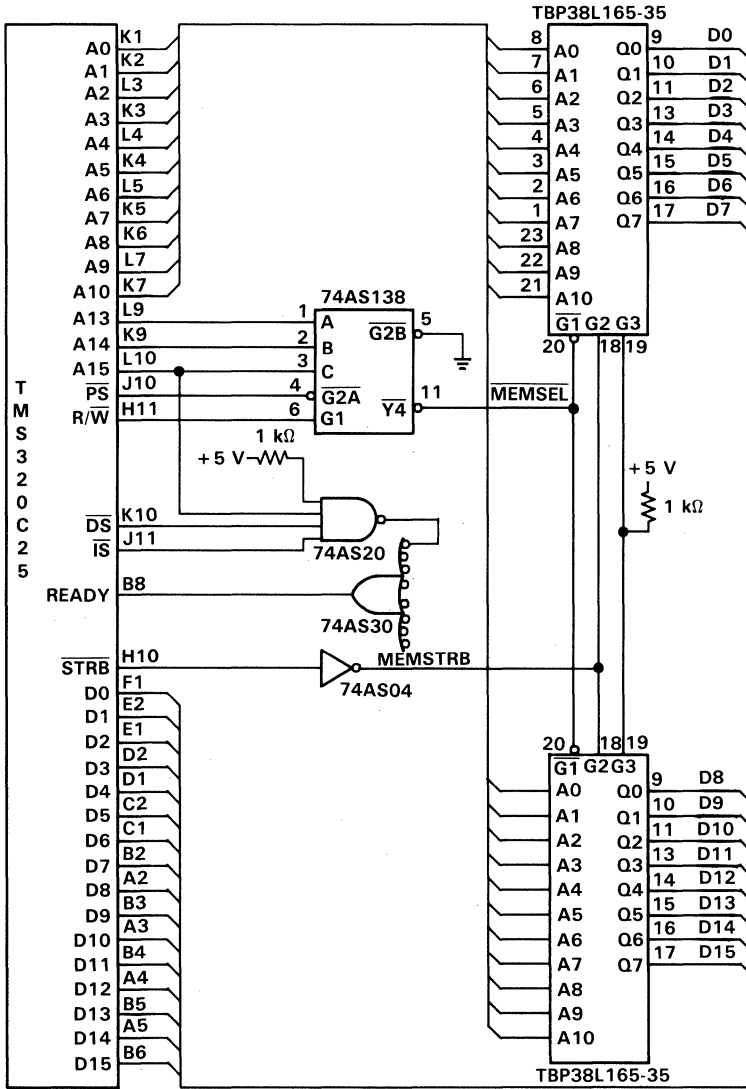 TMS320C25
A0 K1
A1 K2
A2 L3
A3 K3
A4 L4
A5 K4
A6 L5
A7 K5
A8 K6
A9 L7
A10 K7
A13 L9
A14 K9
A15 L10
PS J10
R/W H11
DS K10
IS J11
READY B8
STRB H10
D0 F1
D1 E2
D2 E1
D3 D2
D4 D1
D5 C2
D6 C1
D7 B2
D8 A2
D9 B3
D10 A3
D11 B4
D12 A4
D13 B5
D14 A5
D15 B6
74AS138
1 A
2 B G2B 5
3 C
4 G2A Y4 11
6 G1
MEMSEL
1 kΩ
+5 V
74AS20
74AS30
MEMSTRB
74AS04
+5 V
1 kΩ
TBP38L165-35
8 A0 Q0 9 D0
7 A1 Q1 10 D1
6 A2 Q2 11 D2
5 A3 Q3 13 D3
4 A4 Q4 14 D4
3 A5 Q5 15 D5
2 A6 Q6 16 D6
1 A7 Q7 17 D7
23 A8
22 A9
21 A10
G1 G2 G3
20 18 19
20 18 19
G1 G2 G3
A0 Q0 9 D8
A1 Q1 10 D9
A2 Q2 11 D10
A3 Q3 13 D11
A4 Q4 14 D12
A5 Q5 15 D13
A6 Q6 16 D14
A7 Q7 17 D15
A8
A9
A10
TBP38L165-35